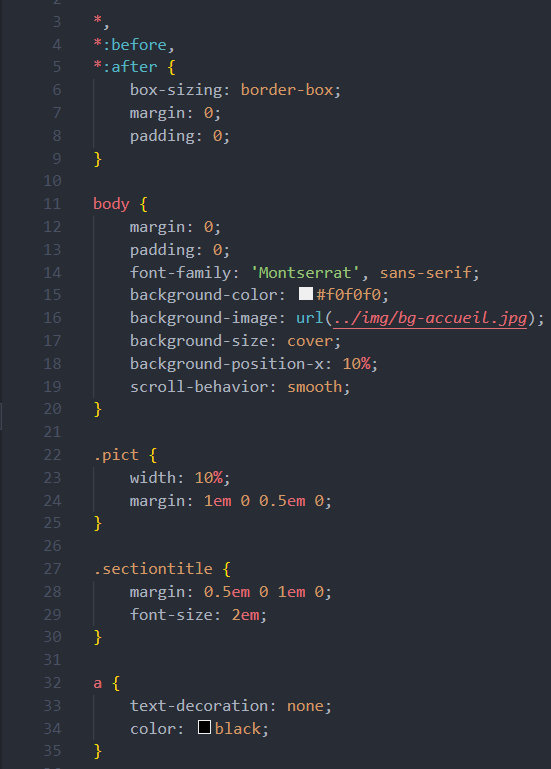 2
3 *,
4 *:before,
5 *:after {
6 box-sizing: border-box;
7 margin: 0;
8 padding: 0;
9 }
10
11 body {
12 margin: 0;
13 padding: 0;
14 font-family: 'Montserrat', sans-serif;
15 background-color: #f0f0f0;
16 background-image: url(../img/bg-accueil.jpg);
17 background-size: cover;
18 background-position-x: 10%;
19 scroll-behavior: smooth;
20 }
21
22 .pict {
23 width: 10%;
24 margin: 1em 0 0.5em 0;
25 }
26
27 .sectiontitle {
28 margin: 0.5em 0 1em 0;
29 font-size: 2em;
30 }
31
32 a {
33 text-decoration: none;
34 color: black;
35 }